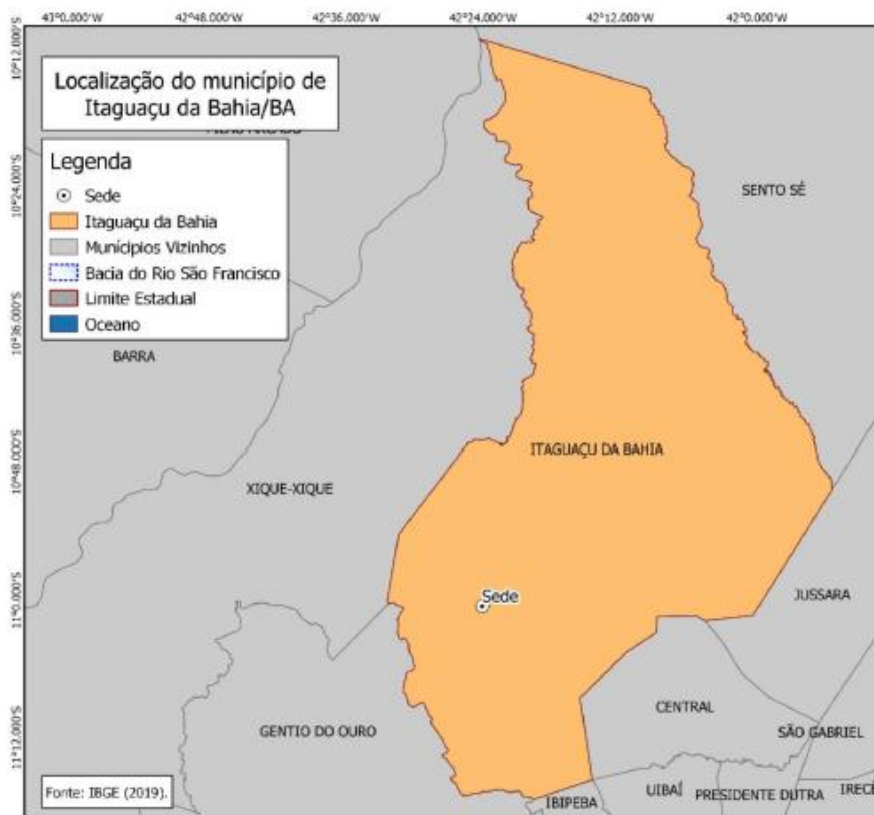 41°0.000"W 42°48.000"W 42°36.000"W 42°24.000"W 42°12.000"W 42°0.000"W
10°12.000"S
10°24.000"S
10°36.000"S
10°48.000"S
11°0.000"S
11°12.000"S
Localização do município de
Itaguaçu da Bahia/BA
Legenda
Sede
Itaguaçu da Bahia
Munícípios Vizinhos
Bacia do Rio São Francisco
Limite Estadual
Oceano
SENTO SÉ
BARRA
ITAGUAÇU DA BAHIA
XIQUE-XIQUE
Sede
JUSSARA
GENTIO DO OURO
CENTRAL
SÃO GABRIEL
UIBAÍ
PRESIDENTE DUTRA
IRECÊ
IBIPEBA
Fonte: IBGE (2019).